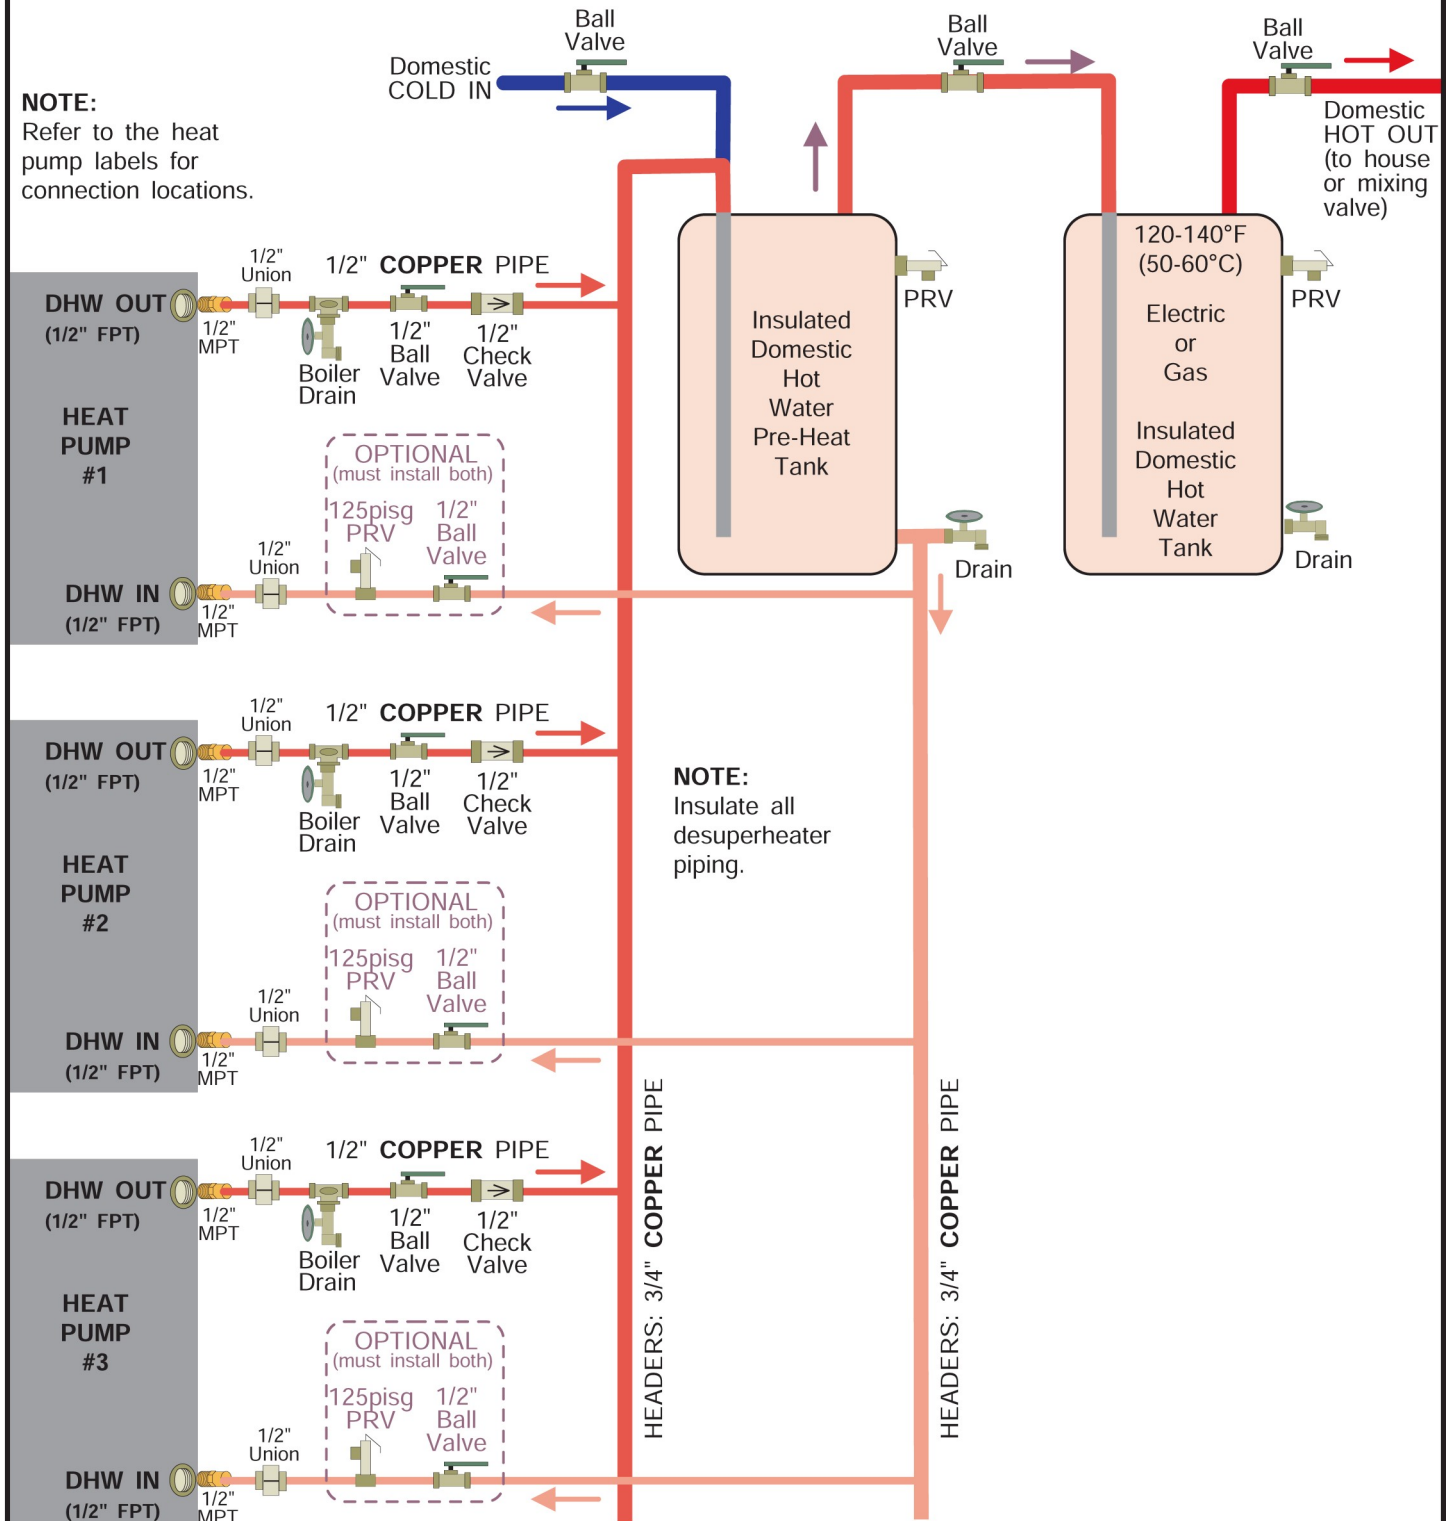 Ball
Valve
Domestic
COLD IN
Ball
Valve
Ball
Valve
Domestic
HOT OUT
(to house
or mixing
valve)
NOTE:
Refer to the heat
pump labels for
connection locations.
120-140°F
(50-60°C)
Electric
or
Gas
Insulated
Domestic
Hot
Water
Tank
PRV
Drain
Insulated
Domestic
Hot
Water
Pre-Heat
Tank
PRV
Drain
1/2"
Union
1/2" COPPER PIPE
DHW OUT
(1/2" FPT)
1/2"
MPT
Boiler
Drain
1/2"
Ball
Valve
1/2"
Check
Valve
HEAT
PUMP
#1
OPTIONAL
(must install both)
125pisg
PRV
1/2"
Ball
Valve
1/2"
Union
DHW IN
(1/2" FPT)
1/2"
MPT
1/2"
Union
1/2" COPPER PIPE
DHW OUT
(1/2" FPT)
1/2"
MPT
Boiler
Drain
1/2"
Ball
Valve
1/2"
Check
Valve
NOTE:
Insulate all
desuperheater
piping.
HEAT
PUMP
#2
OPTIONAL
(must install both)
125pisg
PRV
1/2"
Ball
Valve
1/2"
Union
DHW IN
(1/2" FPT)
1/2"
MPT
HEADERS: 3/4" COPPER PIPE
HEADERS: 3/4" COPPER PIPE
1/2"
Union
1/2" COPPER PIPE
DHW OUT
(1/2" FPT)
1/2"
MPT
Boiler
Drain
1/2"
Ball
Valve
1/2"
Check
Valve
HEAT
PUMP
#3
OPTIONAL
(must install both)
125pisg
PRV
1/2"
Ball
Valve
1/2"
Union
DHW IN
(1/2" FPT)
1/2"
MPT